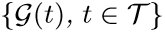 {𝒢(t), t ∈ 𝒯}